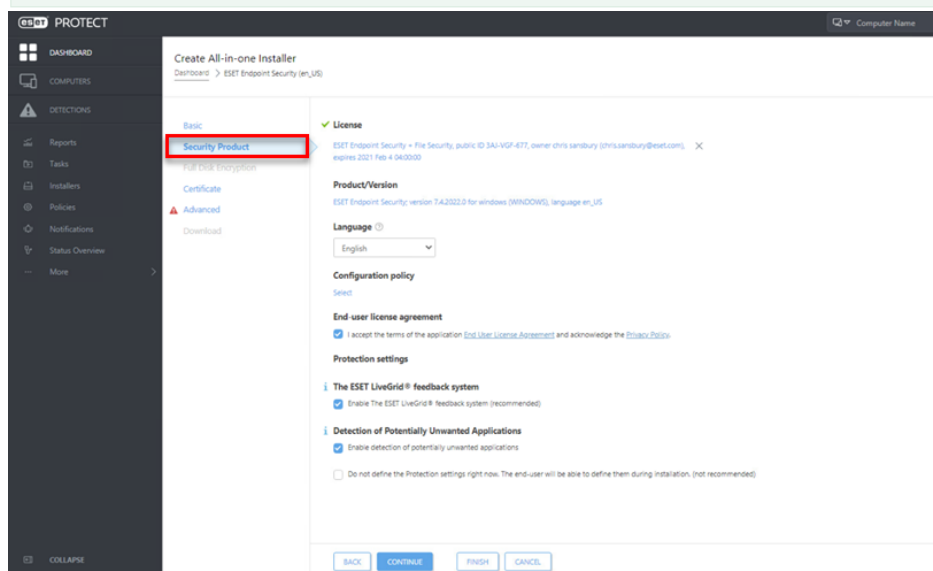 eset PROTECT
Computer Name
DASHBOARD
COMPUTERS
DETECTIONS
Reports
Tasks
Installers
Policies
Notifications
Status Overview
More
COLLAPSE
Create All-in-one Installer
Dashboard > ESET Endpoint Security (en_US)
Basic
Security Product
Full Disk Encryption
Certificate
Advanced
Download
License
ESET Endpoint Security + File Security, public ID 3AJ-VGF-677, owner chris sansbury (chris.sansbury@eset.com),
expires 2021 Feb 4 04:00:00
Product/Version
ESET Endpoint Security; version 7.4.2022.0 for windows (WINDOWS), language en_US
Language
English
Configuration policy
Select
End-user license agreement
I accept the terms of the application End User License Agreement and acknowledge the Privacy Policy.
Protection settings
The ESET LiveGrid® feedback system
Enable The ESET LiveGrid® feedback system (recommended)
Detection of Potentially Unwanted Applications
Enable detection of potentially unwanted applications
Do not define the Protection settings right now. The end-user will be able to define them during installation. (not recommended)
BACK
CONTINUE
FINISH
CANCEL